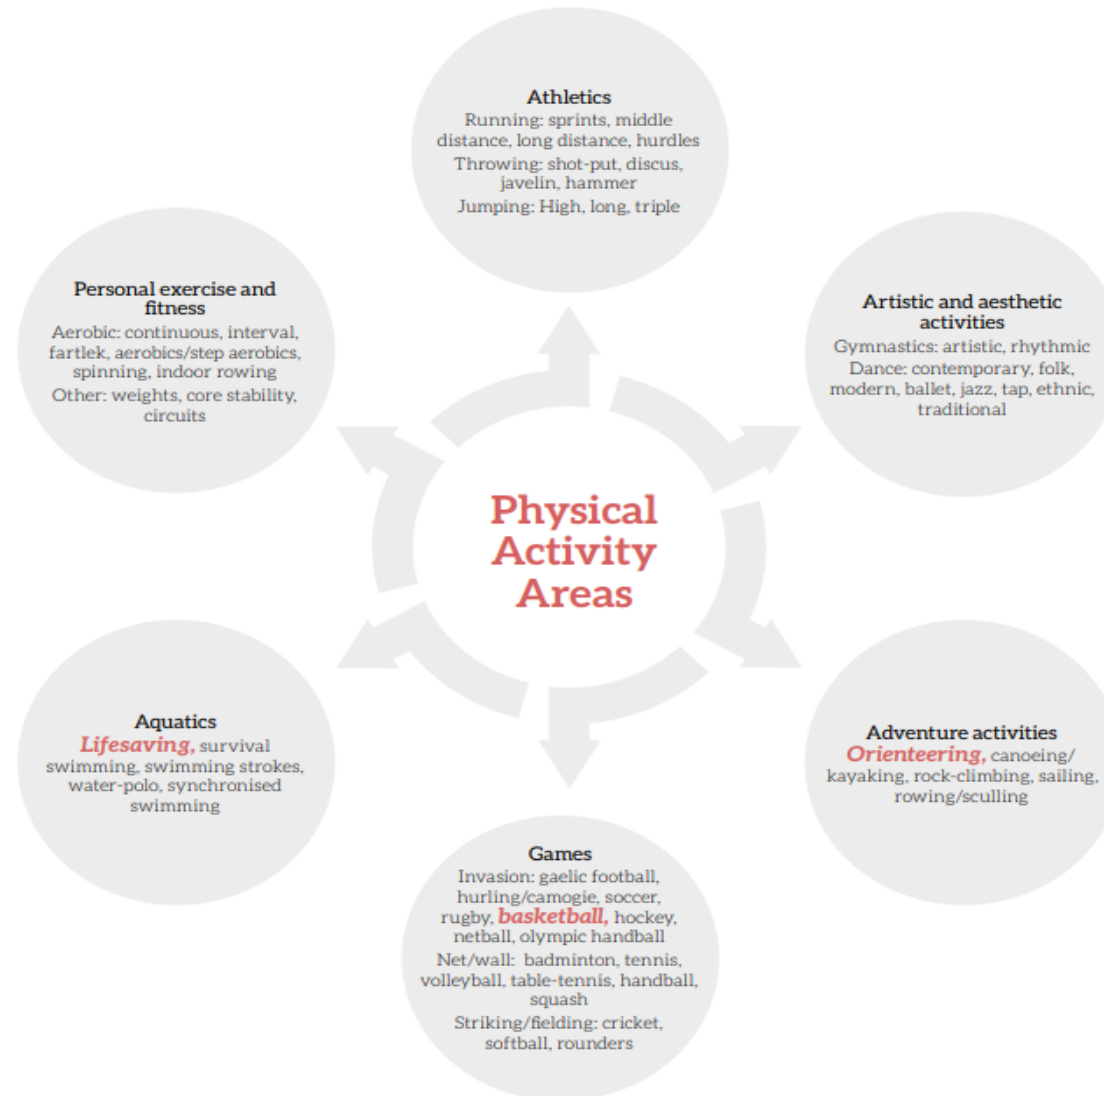 Athletics
Running: sprints, middle
distance, long distance, hurdles
Throwing: shot-put, discus,
javelin, hammer
Jumping: High, long, triple
Personal exercise and
fitness
Aerobic: continuous, interval,
fartlek, aerobics/step aerobics,
spinning, indoor rowing
Other: weights, core stability,
circuits
Artistic and aesthetic
activities
Gymnastics: artistic, rhythmic
Dance: contemporary, folk,
modern, ballet, jazz, tap, ethnic,
traditional
Physical
Activity
Areas
Aquatics
Lifesaving, survival
swimming, swimming strokes,
water-polo, synchronised
swimming
Adventure activities
Orienteering, canoeing/
kayaking, rock-climbing, sailing,
rowing/sculling
Games
Invasion: gaelic football,
hurling/camogie, soccer,
rugby, basketball, hockey,
netball, olympic handball
Net/wall: badminton, tennis,
volleyball, table-tennis, handball,
squash
Striking/fielding: cricket,
softball, rounders